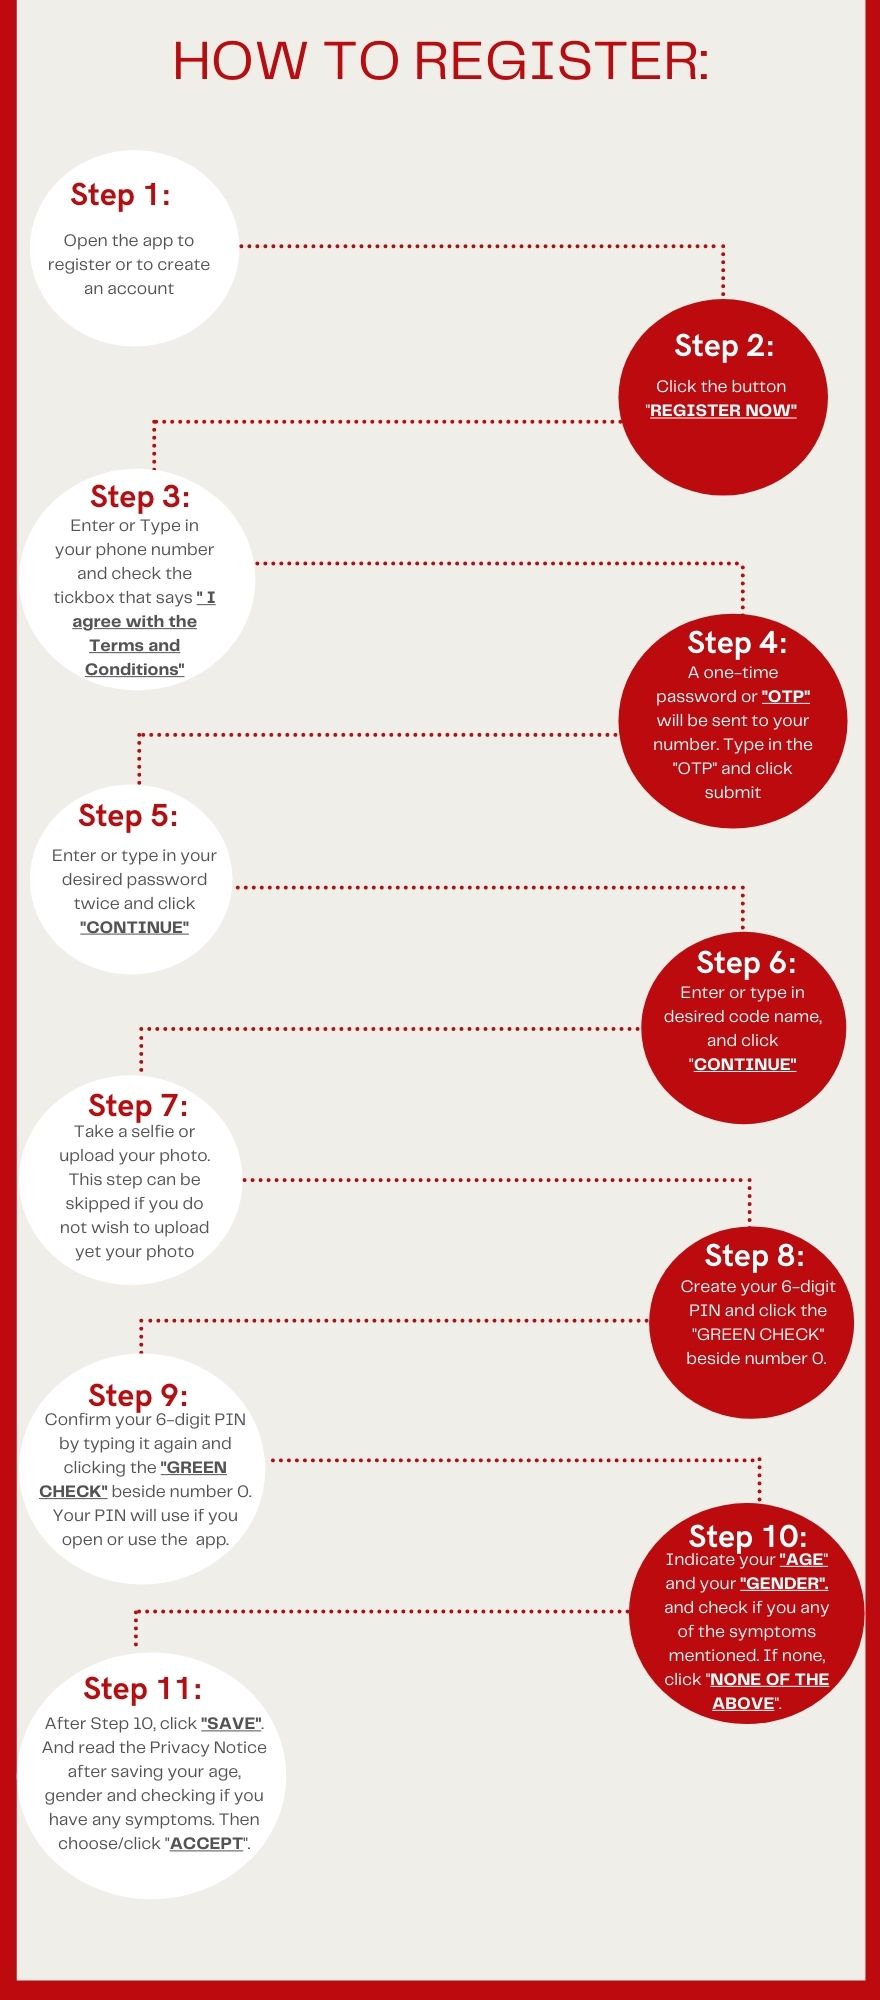 HOW TO REGISTER:
Step 1:
Open the app to
register or to create
an account
Step 2:
Click the button
"REGISTER NOW"
Step 3:
Enter or Type in
your phone number
and check the
tickbox that says " I
agree with the
Terms and
Conditions"
Step 4:
A one-time
password or "OTP"
will be sent to your
number. Type in the
"OTP" and click
submit
Step 5:
Enter or type in your
desired password
twice and click
"CONTINUE"
Step 6:
Enter or type in
desired code name,
and click
"CONTINUE"
Step 7:
Take a selfie or
upload your photo.
This step can be
skipped if you do
not wish to upload
yet your photo
Step 8:
Create your 6-digit
PIN and click the
"GREEN CHECK"
beside number 0.
Step 9:
Confirm your 6-digit PIN
by typing it again and
clicking the "GREEN
CHECK" beside number 0.
Your PIN will use if you
open or use the  app.
Step 10:
Indicate your "AGE"
and your "GENDER".
and check if you any
of the symptoms
mentioned. If none,
click "NONE OF THE
ABOVE".
Step 11:
After Step 10, click "SAVE".
And read the Privacy Notice
after saving your age,
gender and checking if you
have any symptoms. Then
choose/click "ACCEPT".